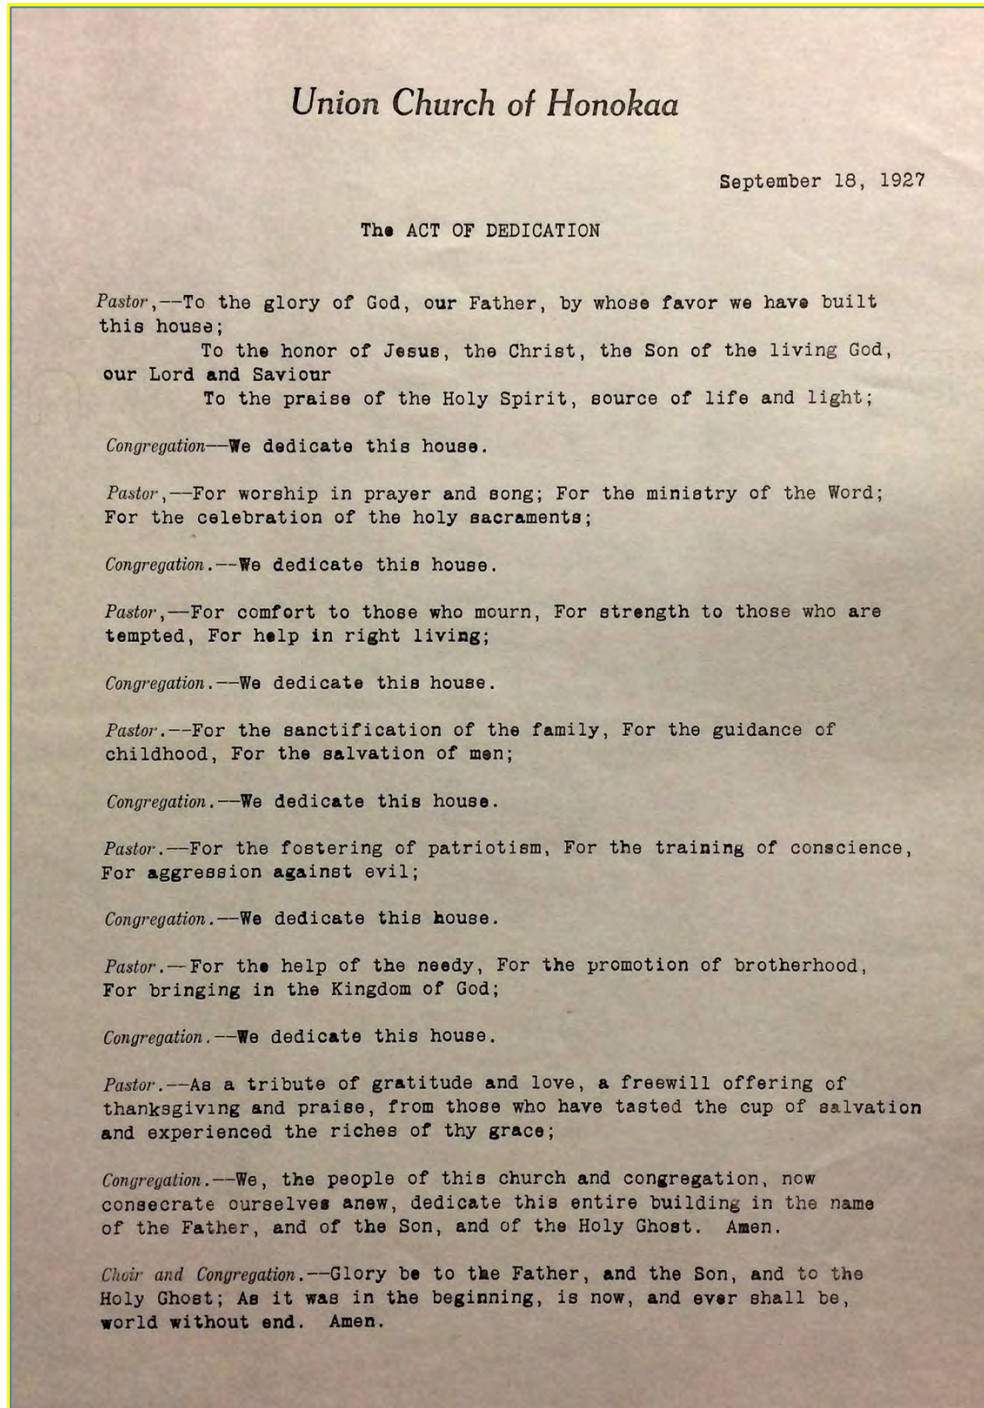 Union Church of Honokaa
September 18, 1927
The ACT OF DEDICATION
Pastor,—To the glory of God, our Father, by whose favor we have built
this house;
To the honor of Jesus, the Christ, the Son of the living God,
our Lord and Saviour
To the praise of the Holy Spirit, source of life and light;
Congregation—We dedicate this house.
Pastor,—For worship in prayer and song; For the ministry of the Word;
For the celebration of the holy sacraments;
Congregation.—We dedicate this house.
Pastor,—For comfort to those who mourn, For strength to those who are
tempted, For help in right living;
Congregation.—We dedicate this house.
Pastor.—For the sanctification of the family, For the guidance of
childhood, For the salvation of men;
Congregation.—We dedicate this house.
Pastor.—For the fostering of patriotism, For the training of conscience,
For aggression against evil;
Congregation.—We dedicate this house.
Pastor.—For the help of the needy, For the promotion of brotherhood,
For bringing in the Kingdom of God;
Congregation.—We dedicate this house.
Pastor.—As a tribute of gratitude and love, a freewill offering of
thanksgiving and praise, from those who have tasted the cup of salvation
and experienced the riches of thy grace;
Congregation.—We, the people of this church and congregation, now
consecrate ourselves anew, dedicate this entire building in the name
of the Father, and of the Son, and of the Holy Ghost. Amen.
Choir and Congregation.—Glory be to the Father, and the Son, and to the
Holy Ghost; As it was in the beginning, is now, and ever shall be,
world without end. Amen.